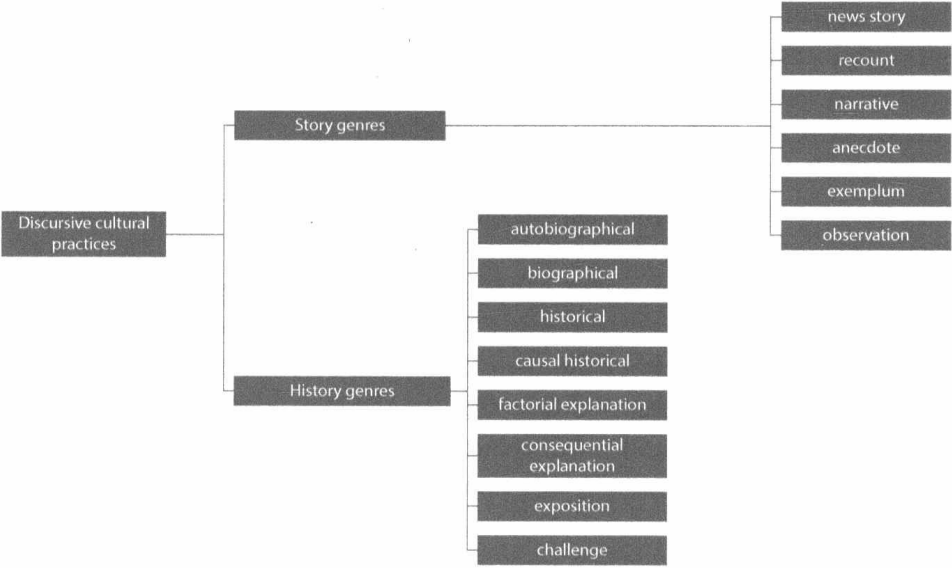 Discursive cultural
practices
Story genres
news story
recount
narrative
anecdote
exemplum
observation
History genres
autobiographical
biographical
historical
causal historical
factorial explanation
consequential
explanation
exposition
challenge